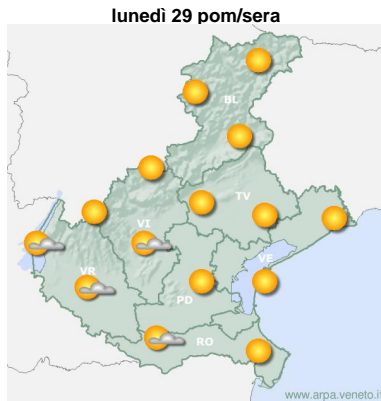 lunedì 29 pom/sera
BL
TV
VI
VE
VR
PD
RO
www.arpa.veneto.it